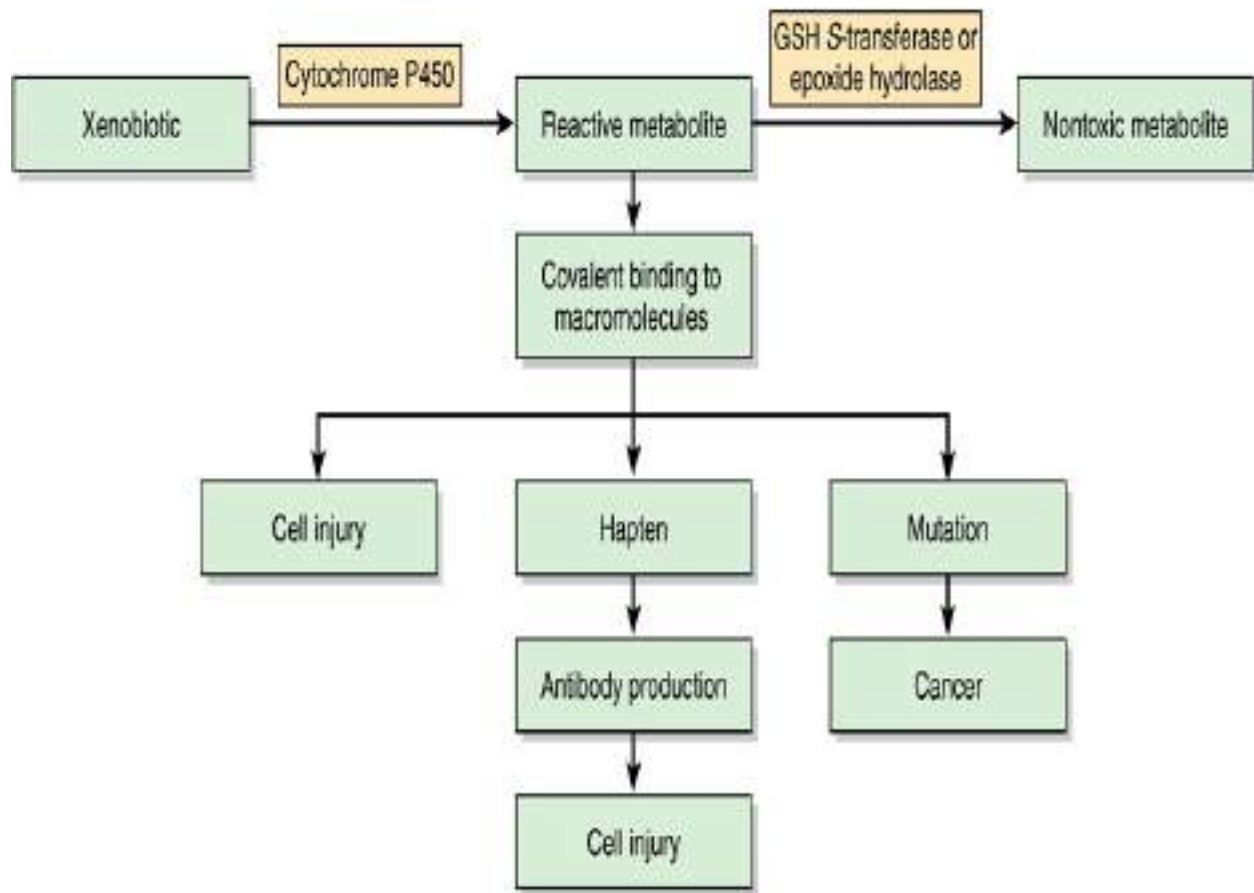 Cytochrome P450
GSH S-transferase or
epoxide hydrolase
Xenobiotic
Reactive metabolite
Nontoxic metabolite
Covalent binding to
macromolecules
Cell injury
Hapten
Mutation
Antibody production
Cancer
Cell injury